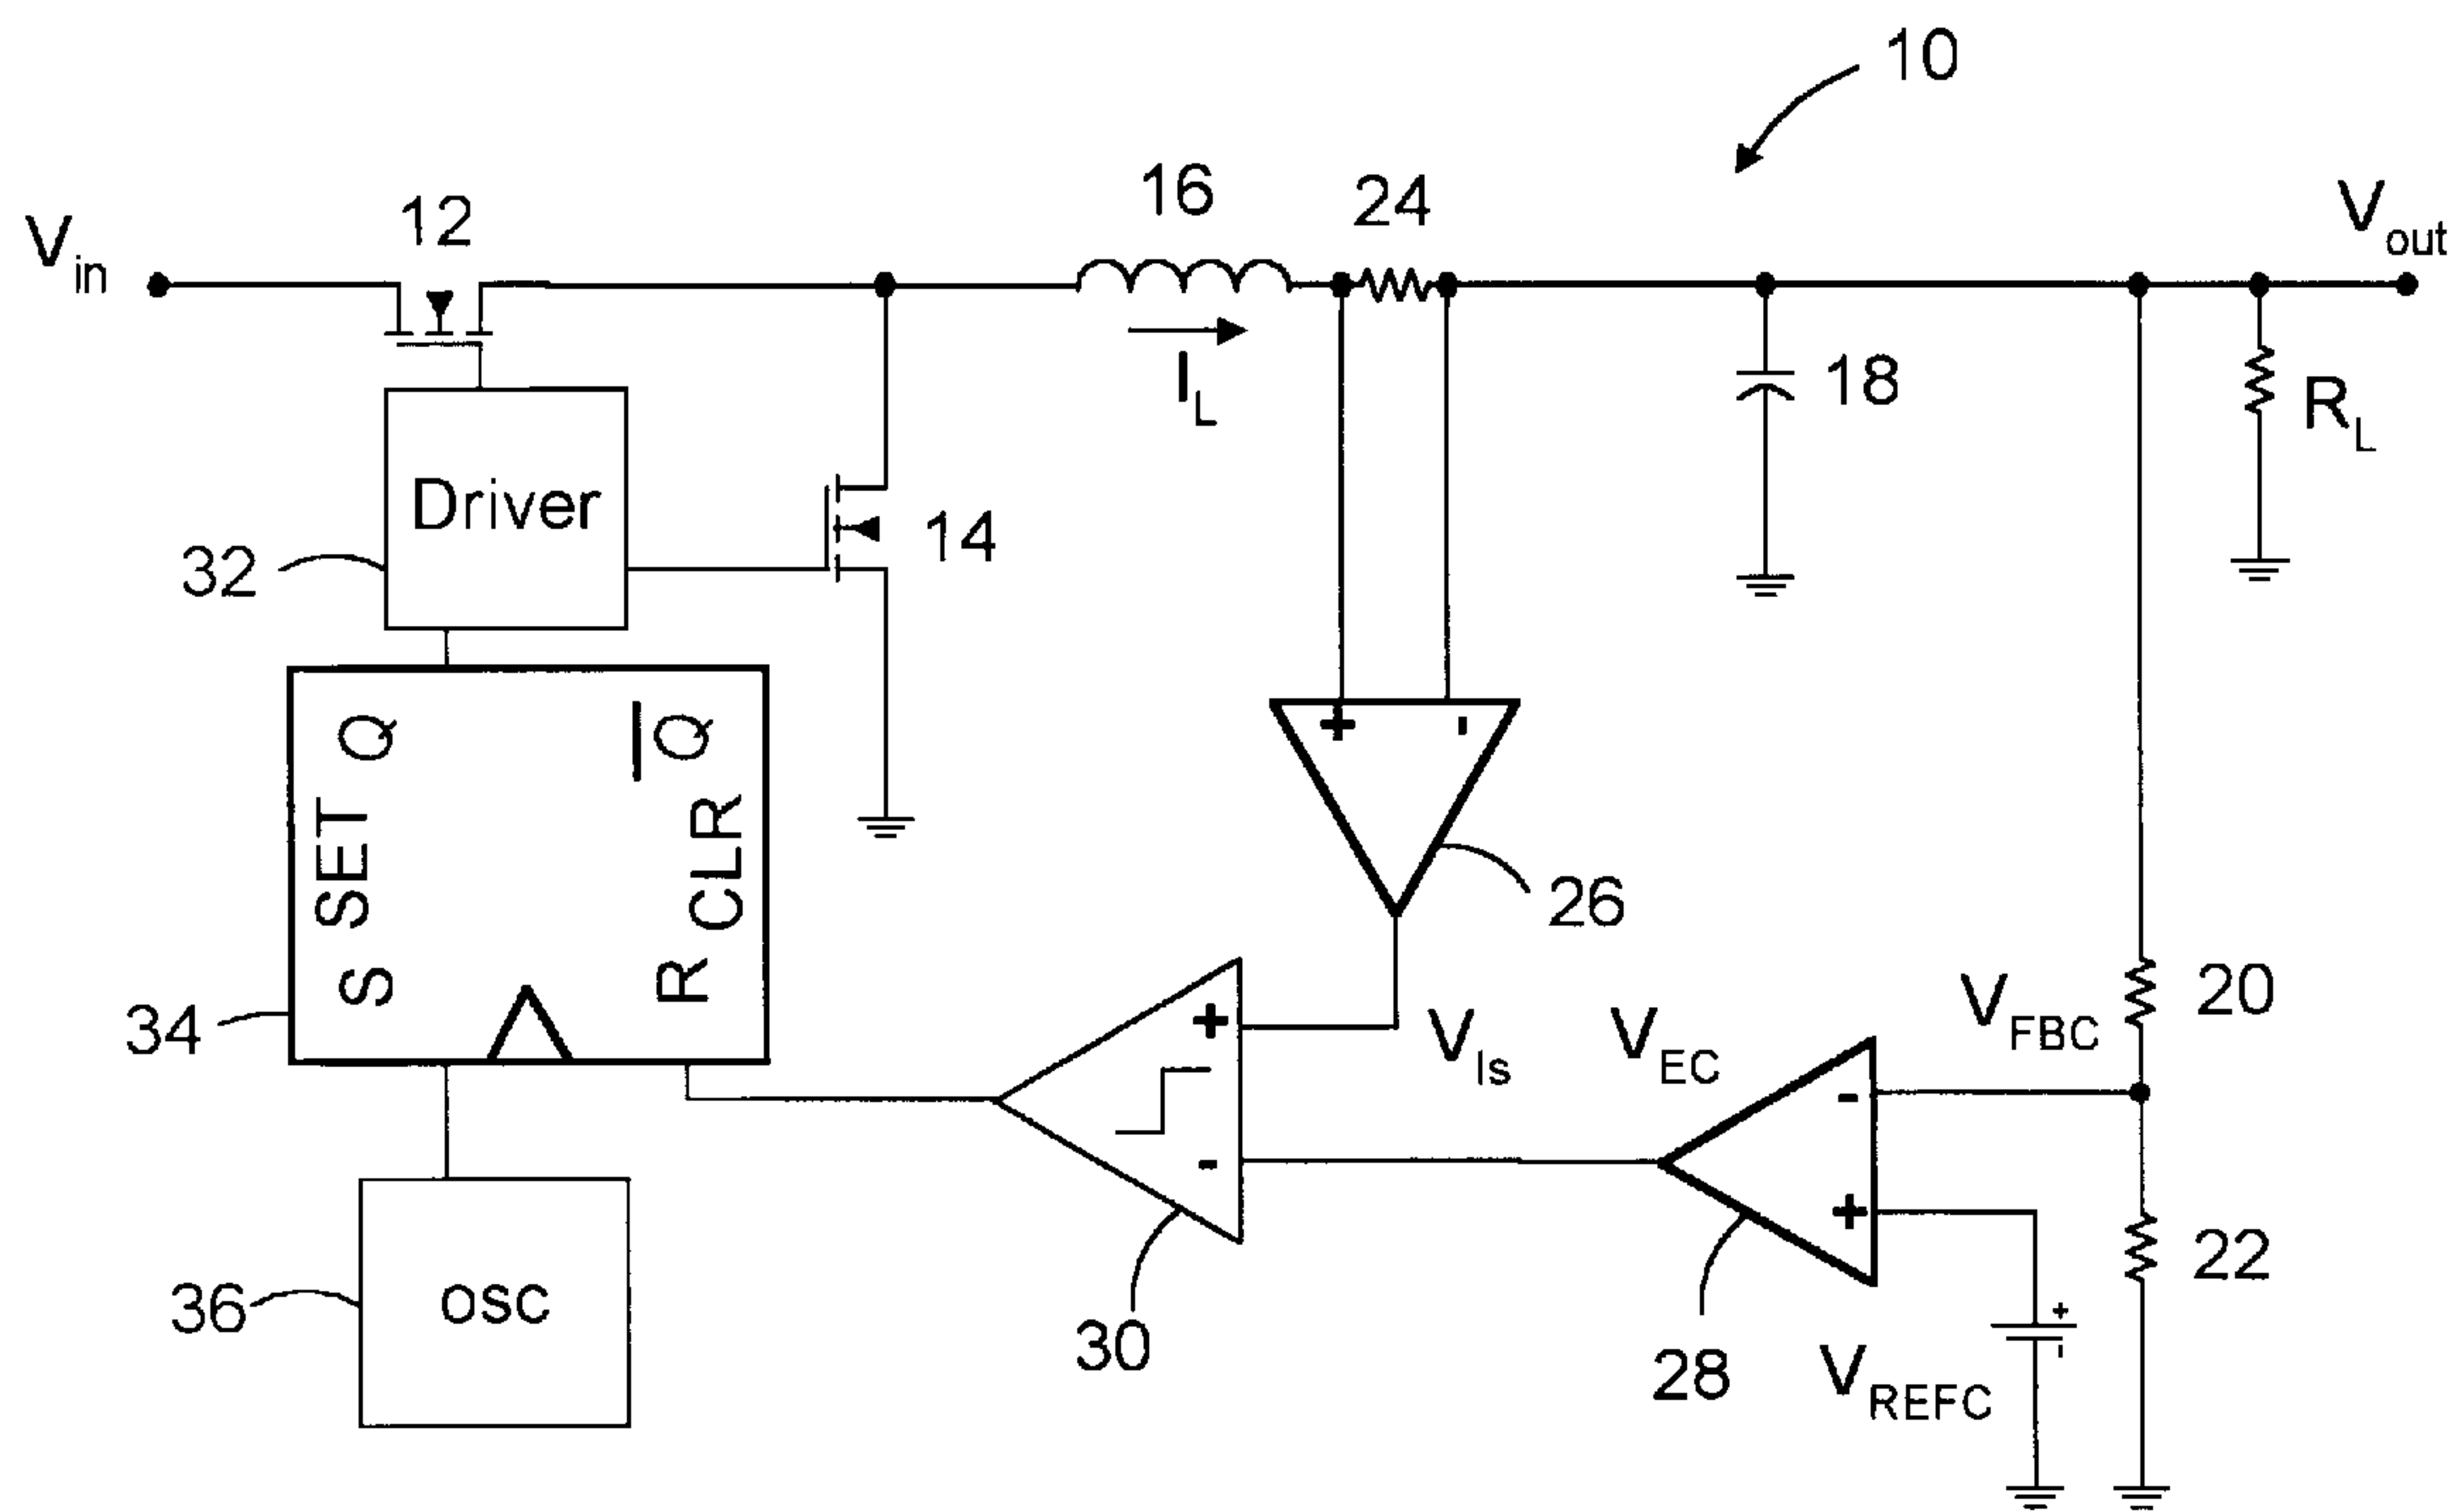 10
V_in
12
16
24
V_out
I_L
18
R_L
Driver
14
32
Q
Q̅
SET
CLR
S
R
34
+
-
26
+
-
V_Is
V_EC
V_FBC
20
-
+
22
30
28
V_REFC
+
-
osc
36